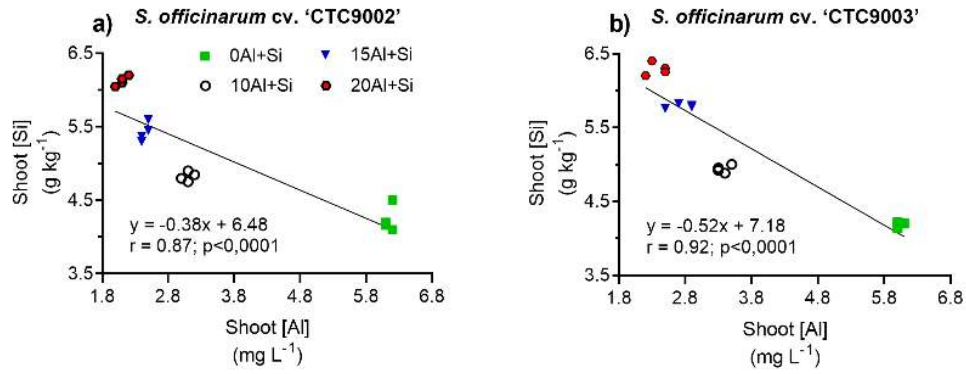 a) S. officinarum cv. ‘CTC9002’
6.5
5.5
4.5
3.5
Shoot [Si]
(g kg⁻¹)
0Al+Si
15Al+Si
10Al+Si
20Al+Si
y = -0.38x + 6.48
r = 0.87; p<0,0001
1.8 2.8 3.8 4.8 5.8 6.8
Shoot [Al]
(mg L⁻¹)
b) S. officinarum cv. ‘CTC9003’
6.5
5.5
4.5
3.5
Shoot [Si]
(g kg⁻¹)
y = -0.52x + 7.18
r = 0.92; p<0,0001
1.8 2.8 3.8 4.8 5.8 6.8
Shoot [Al]
(mg L⁻¹)